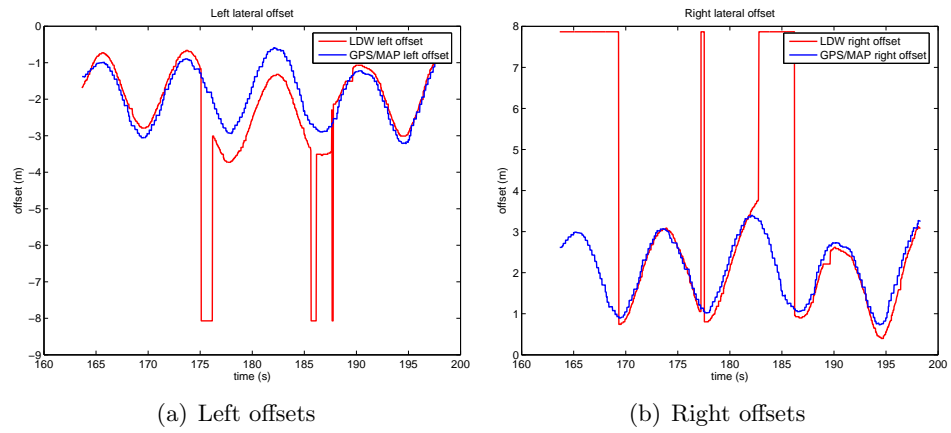 Left lateral offset
LDW left offset
GPS/MAP left offset
0
−1
−2
−3
−4
−5
−6
−7
−8
−9
offset (m)
160 165 170 175 180 185 190 195 200
time (s)
(a) Left offsets
Right lateral offset
LDW right offset
GPS/MAP right offset
8
7
6
5
4
3
2
1
0
offset (m)
160 165 170 175 180 185 190 195 200
time (s)
(b) Right offsets